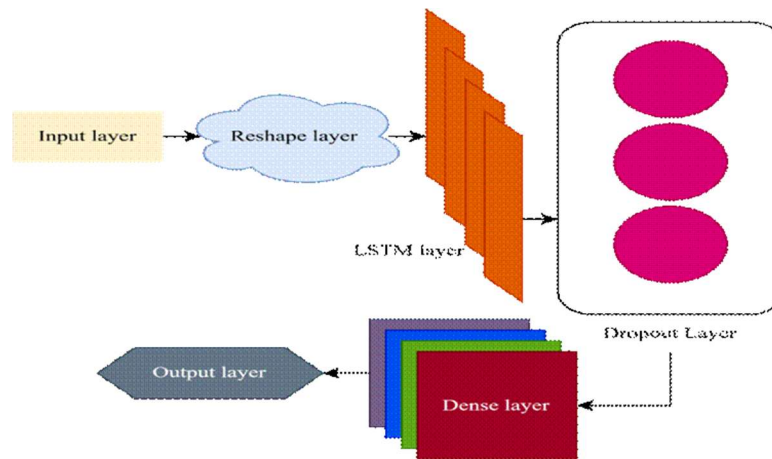 Input layer
Reshape layer
LSTM layer
Dropout Layer
Dense layer
Output layer